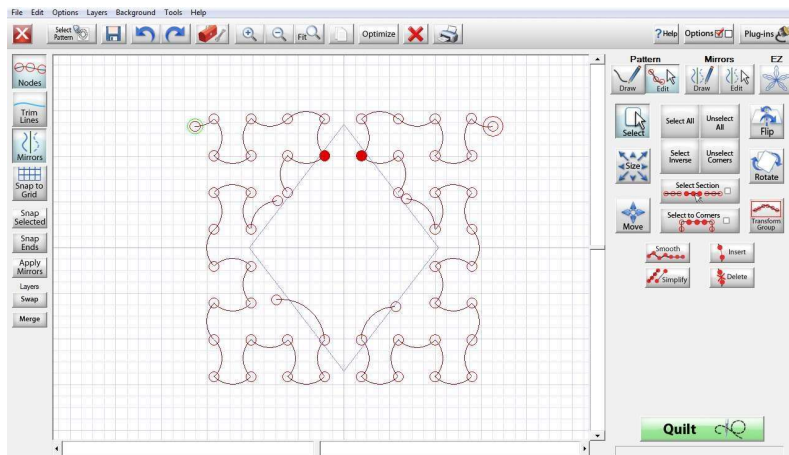 File Edit Options Layers Background Tools Help
Select
Pattern
Fit
Optimize
? Help
Options
Plug-ins
Nodes
Trim
Lines
Mirrors
Snap to
Grid
Snap
Selected
Snap
Ends
Apply
Mirrors
Layers
Swap
Merge
Pattern Mirrors EZ
Draw Edit Draw Edit
Select
Select All
Unselect
All
Flip
Size
Select
Inverse
Unselect
Corners
Rotate
Select Section
Move
Select to Corners
Transform
Group
Smooth
Insert
Simplify
Delete
Quilt